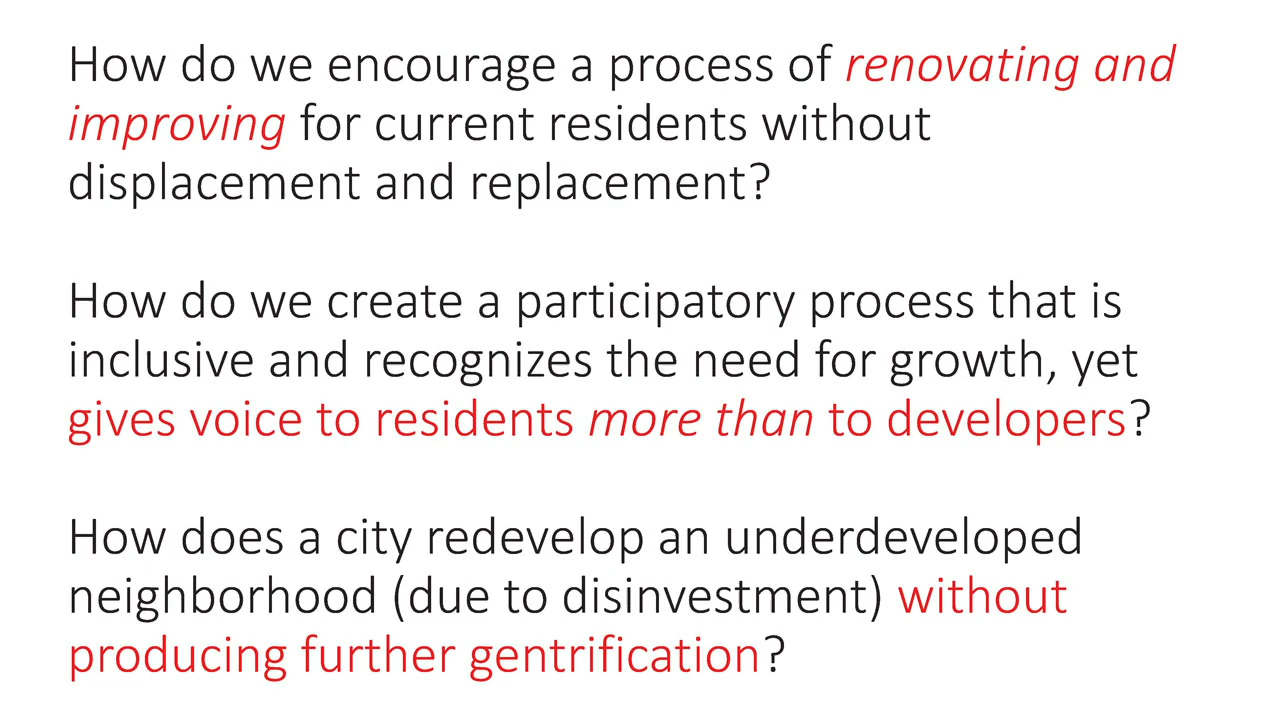 How do we encourage a process of renovating and
improving for current residents without
displacement and replacement?
How do we create a participatory process that is
inclusive and recognizes the need for growth, yet
gives voice to residents more than to developers?
How does a city redevelop an underdeveloped
neighborhood (due to disinvestment) without
producing further gentrification?